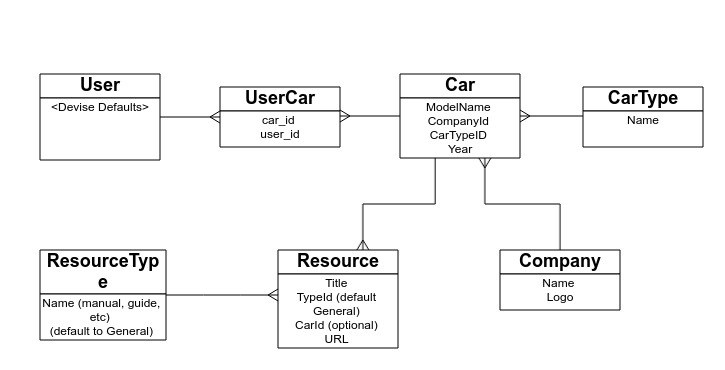 User
<Devise Defaults>
UserCar
car_id
user_id
Car
ModelName
CompanyId
CarTypeID
Year
CarType
Name
ResourceTyp
e
Name (manual, guide,
etc)
(default to General)
Resource
Title
TypeId (default
General)
CarId (optional)
URL
Company
Name
Logo